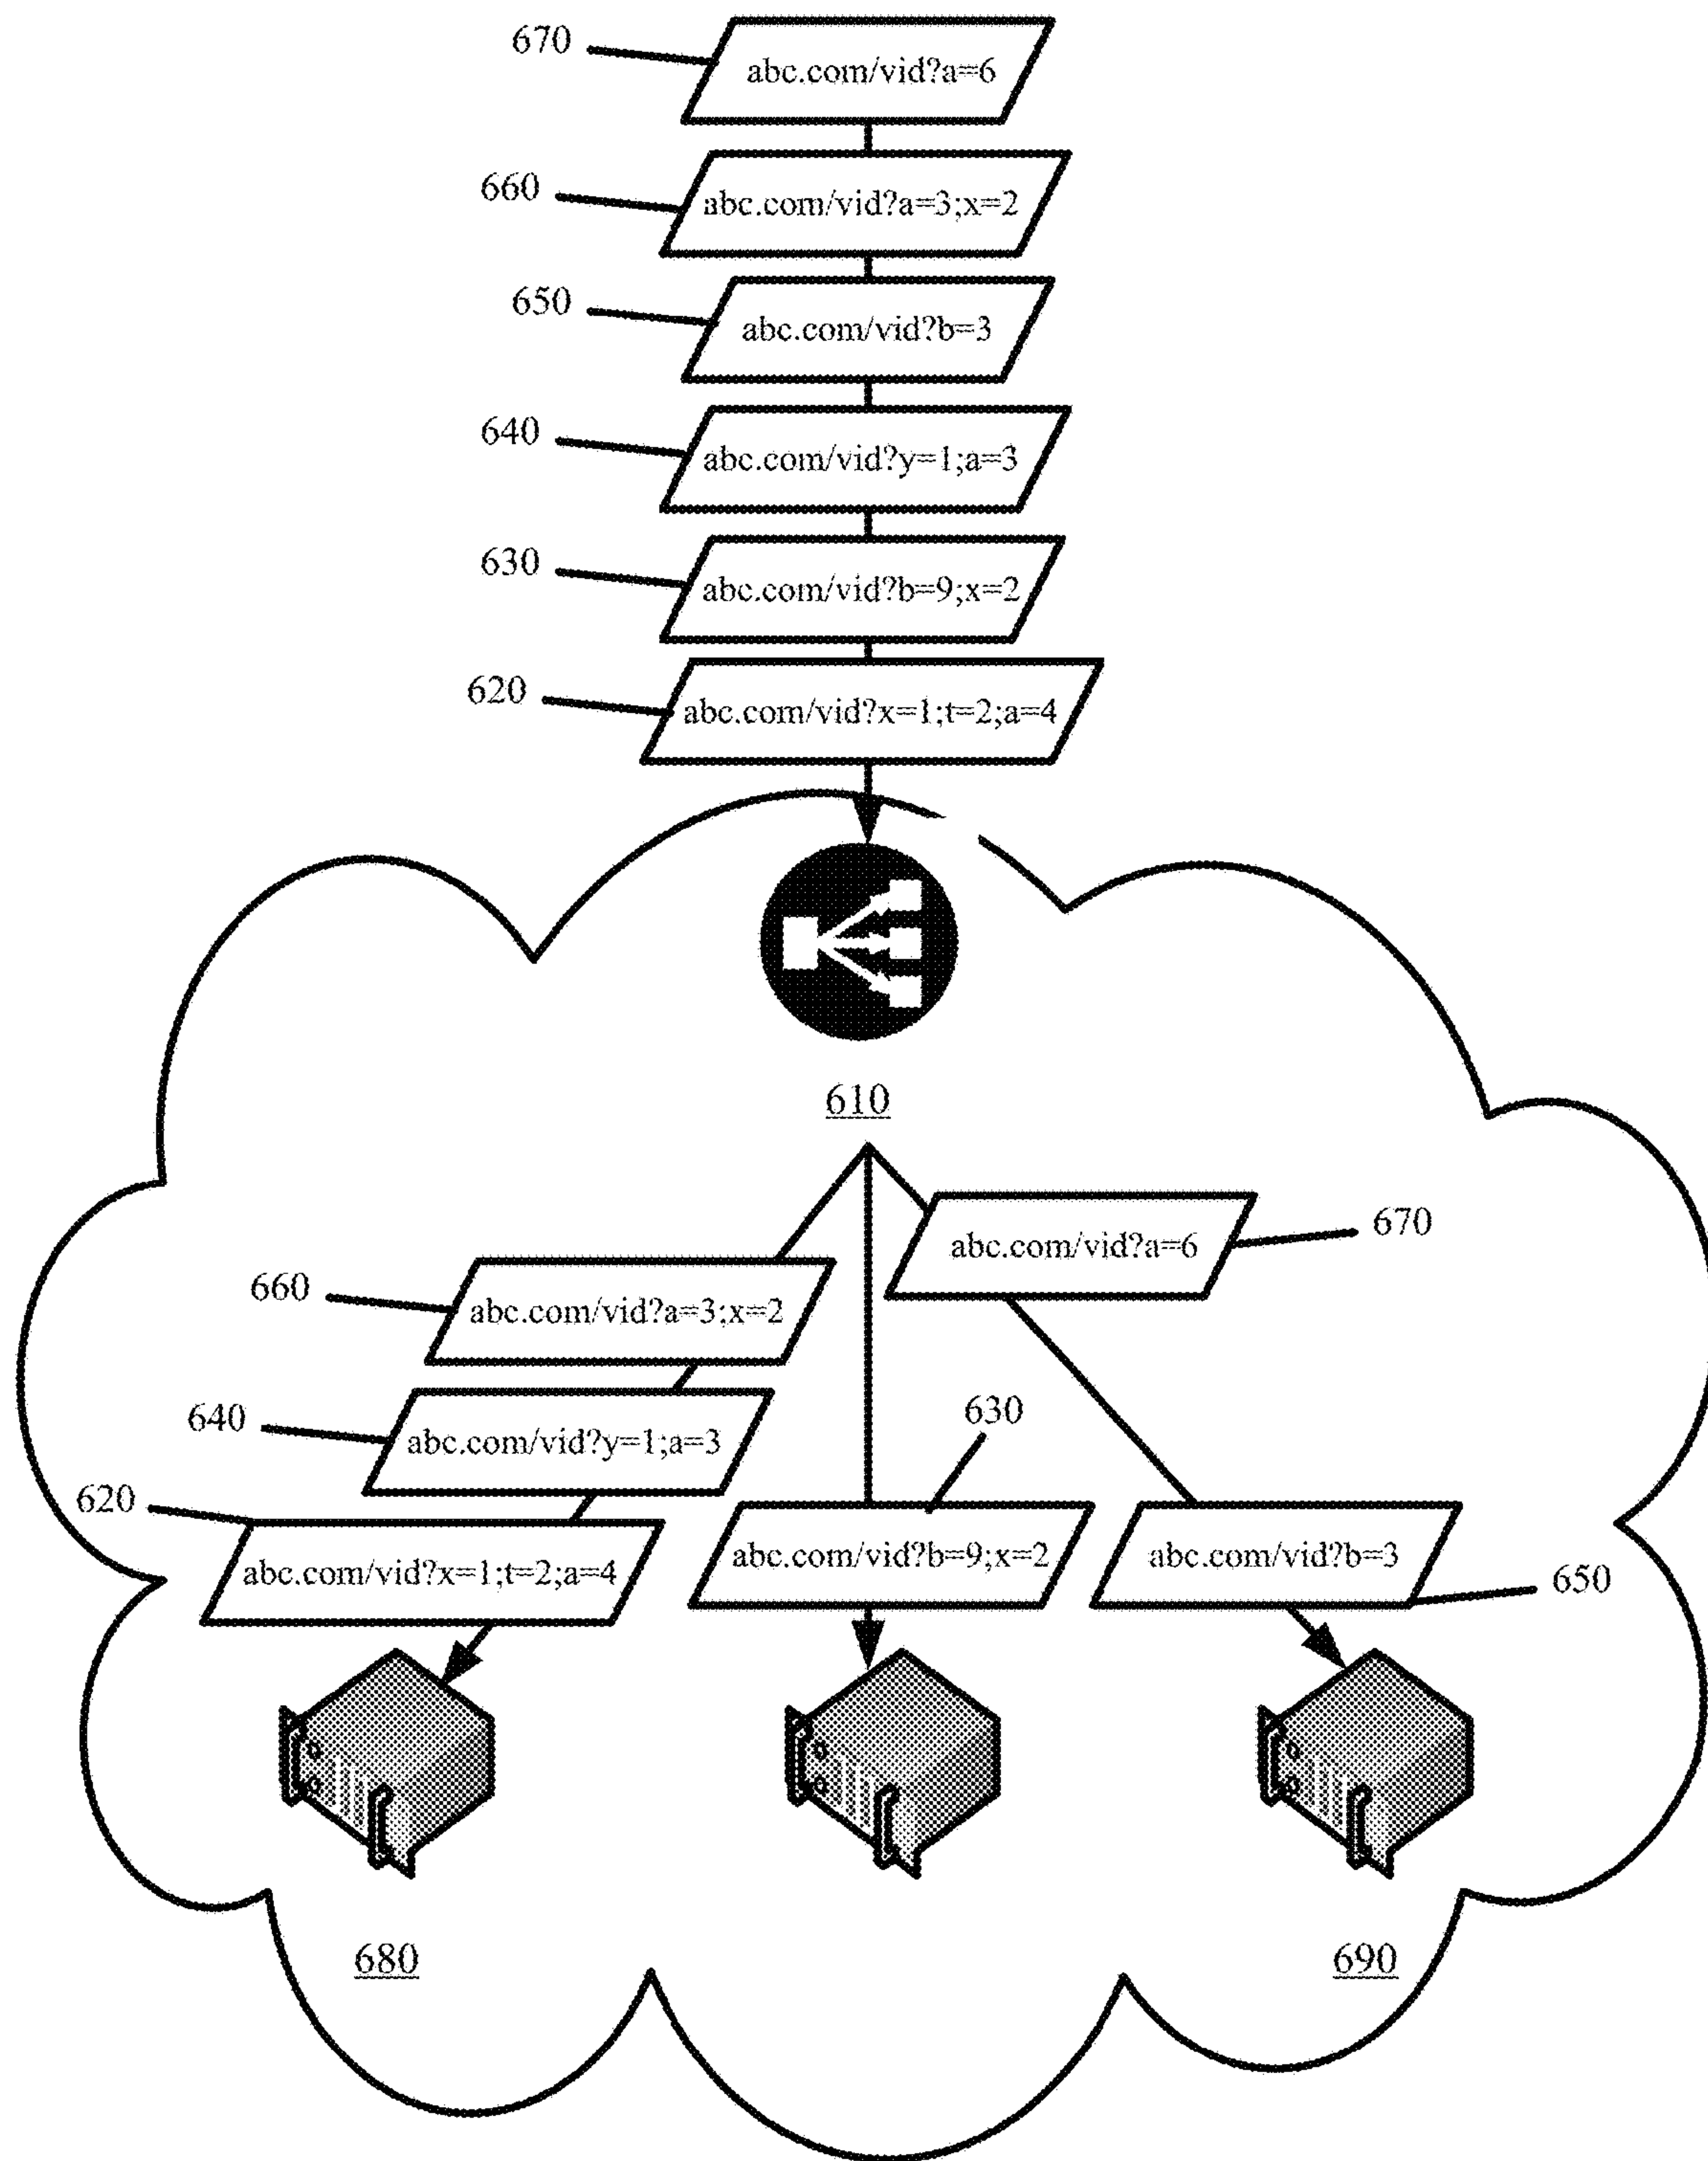 670
abc.com/vid?a=6
660
abc.com/vid?a=3;x=2
650
abc.com/vid?b=3
640
abc.com/vid?y=1;a=3
630
abc.com/vid?b=9;x=2
620
abc.com/vid?x=1;t=2;a=4
610
abc.com/vid?a=6
670
660
abc.com/vid?a=3;x=2
640
abc.com/vid?y=1;a=3
630
620
abc.com/vid?x=1;t=2;a=4
abc.com/vid?b=9;x=2
abc.com/vid?b=3
650
680
690